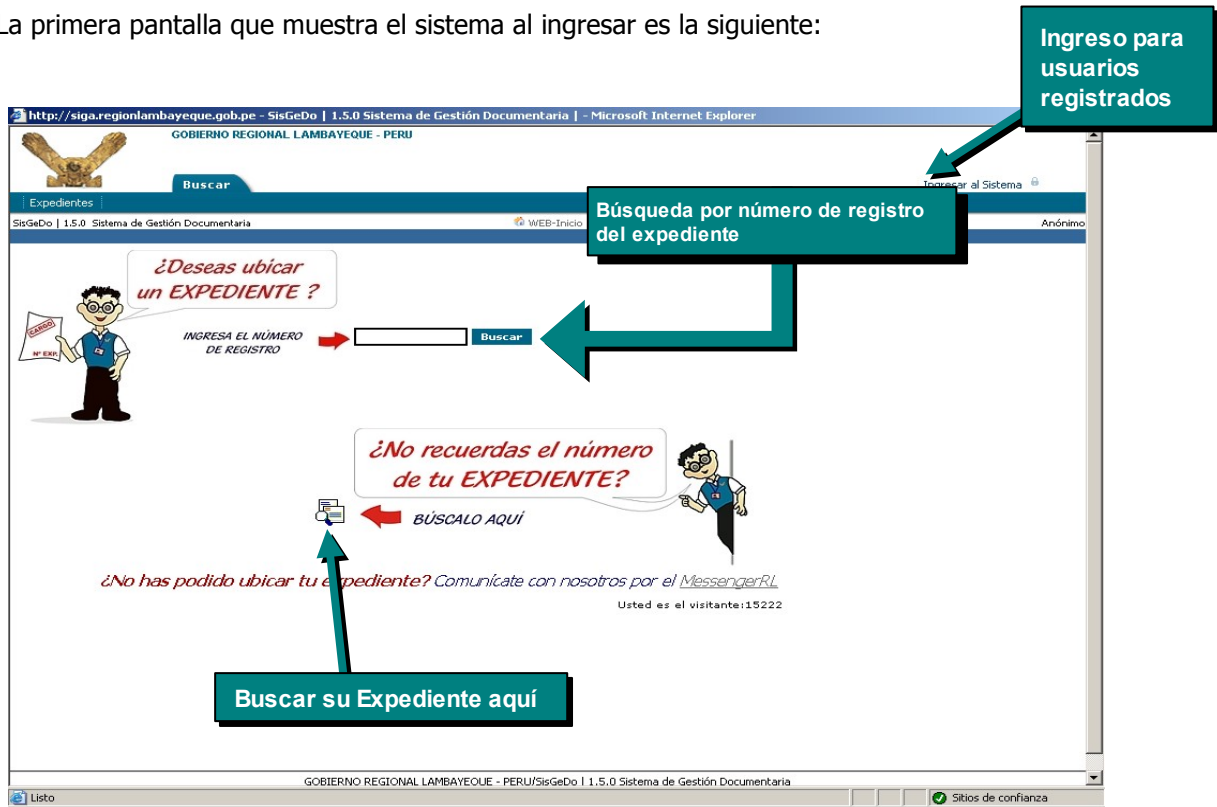 La primera pantalla que muestra el sistema al ingresar es la siguiente:
Ingreso para
usuarios
registrados
http://siga.regionlambayeque.gob.pe - SisGeDo | 1.5.0 Sistema de Gestión Documentaria | - Microsoft Internet Explorer
GOBIERNO REGIONAL LAMBAYEQUE - PERU
Buscar
Ingresar al Sistema
Expedientes
Búsqueda por número de registro
del expediente
SisGeDo | 1.5.0 Sistema de Gestión Documentaria
WEB-Inicio
Anónimo
¿Deseas ubicar
un EXPEDIENTE ?
CARGO
Nº EXP.
INGRESA EL NÚMERO
DE REGISTRO
Buscar
¿No recuerdas el número
de tu EXPEDIENTE?
BÚSCALO AQUÍ
¿No has podido ubicar tu expediente? Comunícate con nosotros por el MessengerRL
Usted es el visitante:15222
Buscar su Expediente aquí
GOBIERNO REGIONAL LAMBAYEQUE - PERU/SisGeDo | 1.5.0 Sistema de Gestión Documentaria
Listo
Sitios de confianza